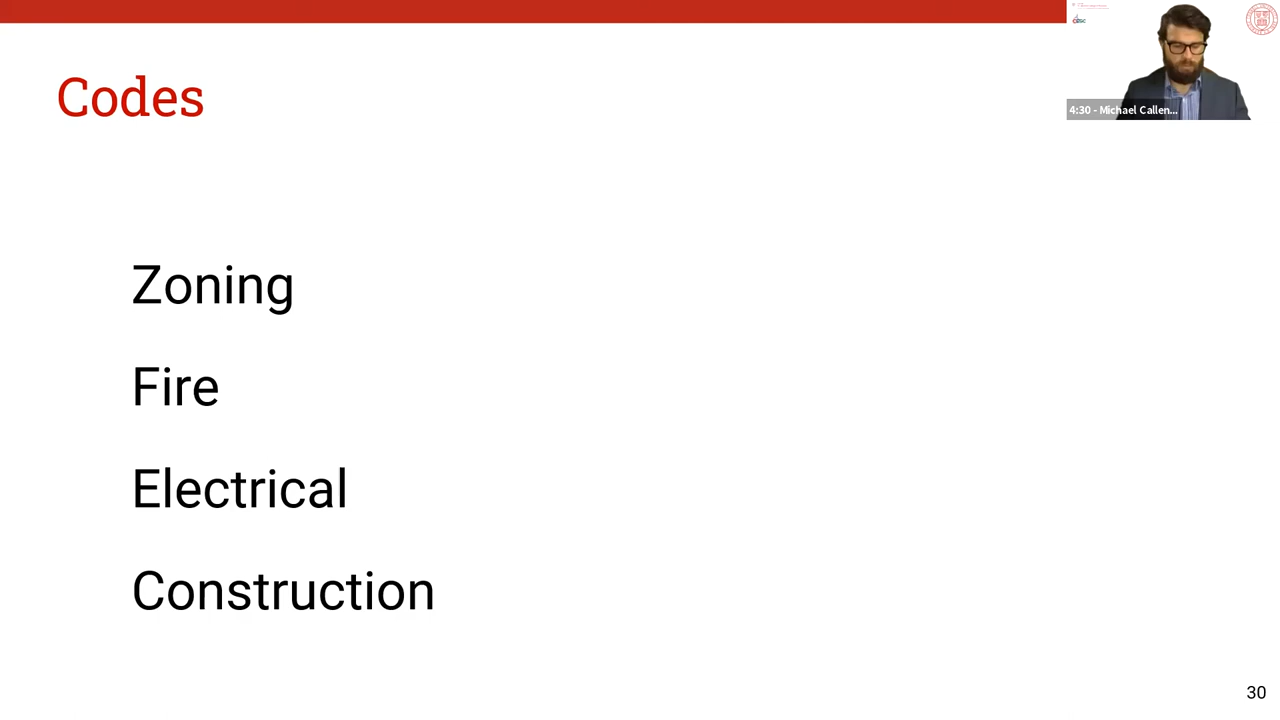 Codes
4:30 - Michael Callen...
Zoning
Fire
Electrical
Construction
30